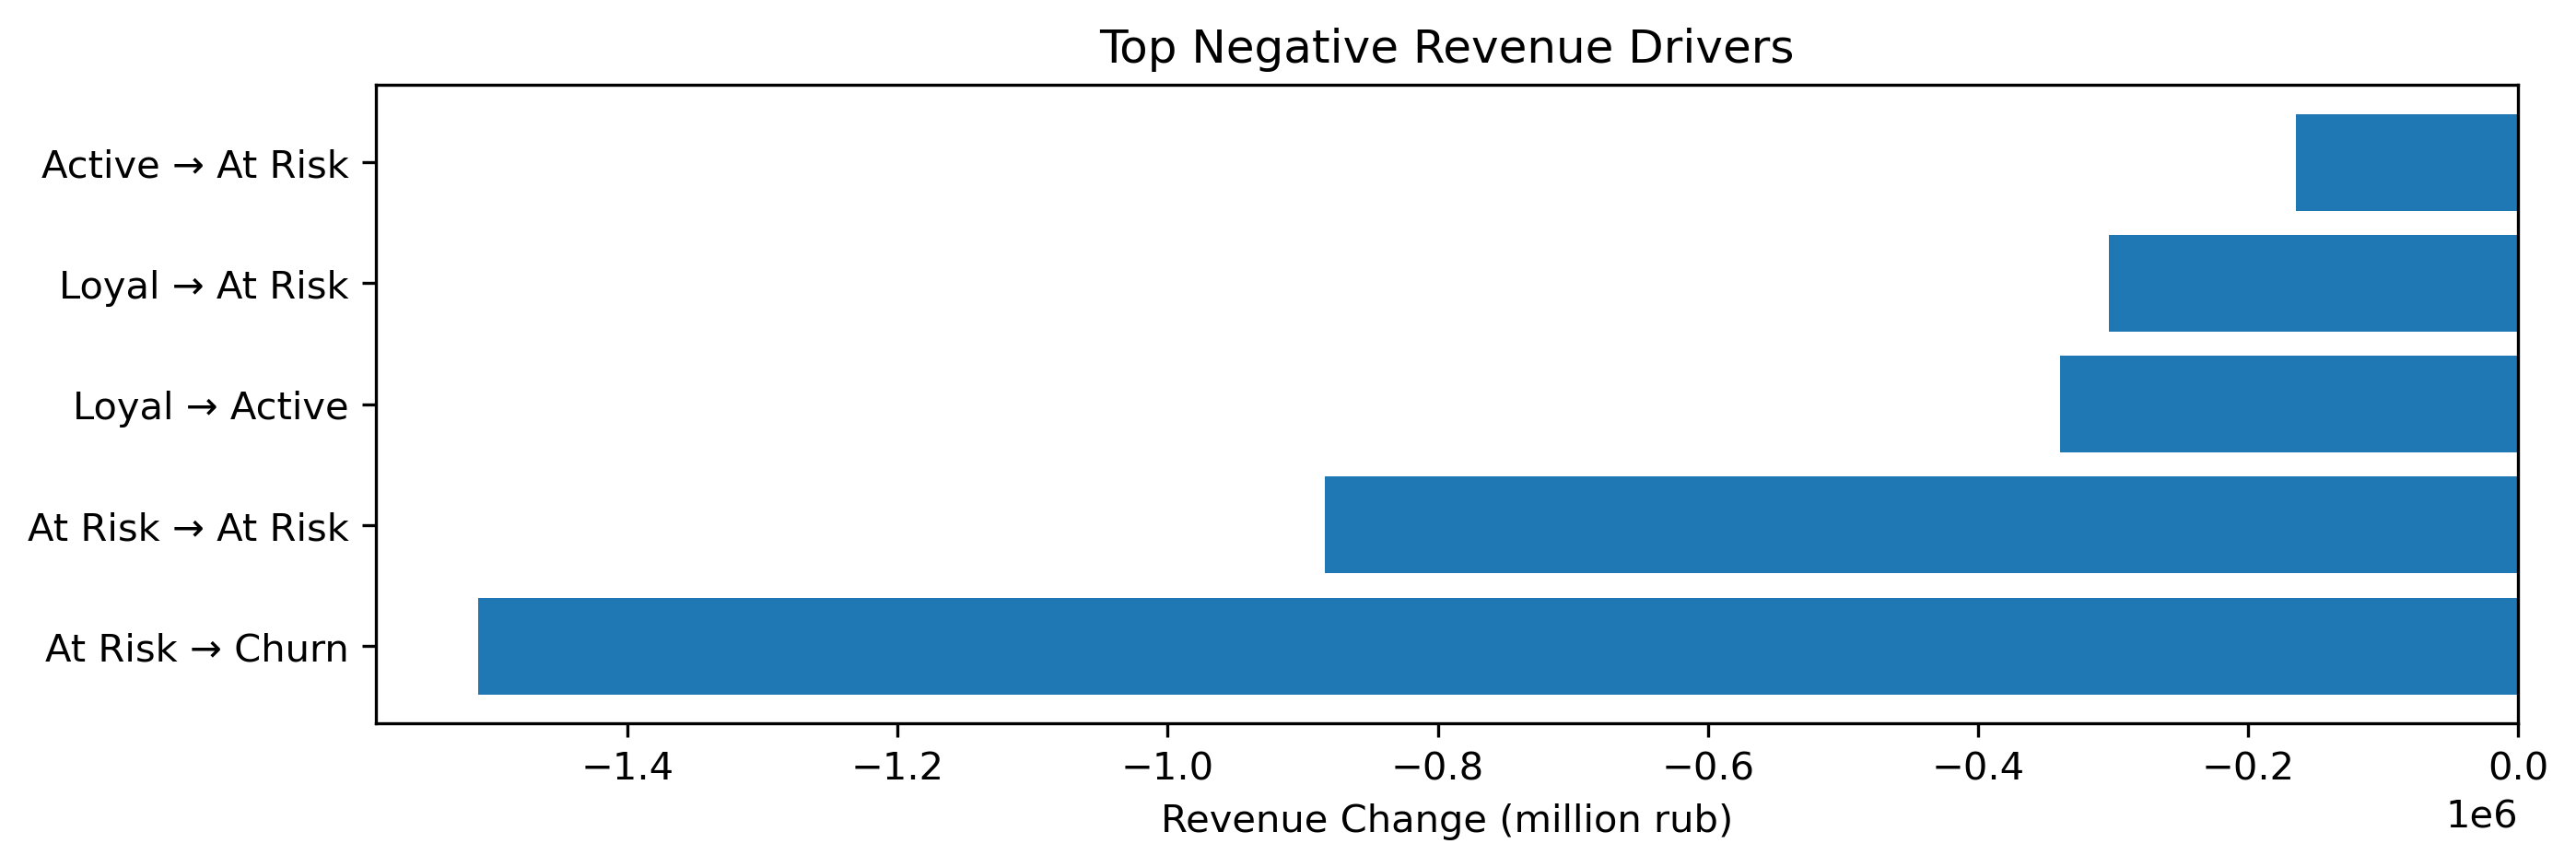 Top Negative Revenue Drivers
Active → At Risk
Loyal → At Risk
Loyal → Active
At Risk → At Risk
At Risk → Churn
−1.4 −1.2 −1.0 −0.8 −0.6 −0.4 −0.2 0.0
1e6
Revenue Change (million rub)